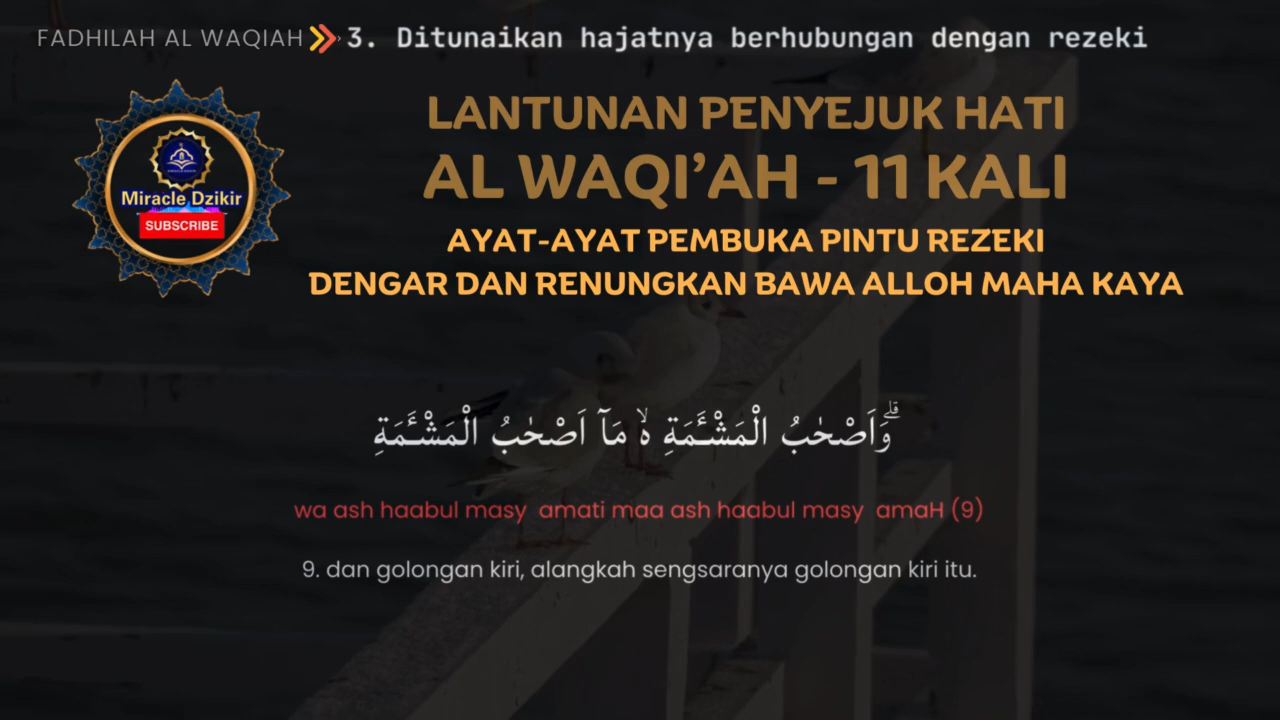 FADHILAH AL WAQIAH 3. Ditunaikan hajatnya berhubungan dengan rezeki
LANTUNAN PENYEJUK HATI
AL WAQI'AH - 11 KALI
AYAT-AYAT PEMBUKA PINTU REZEKI
DENGAR DAN RENUNGKAN BAWA ALLOH MAHA KAYA
Miracle Dzikir
SUBSCRIBE
وَاَصْحٰبُ الْمَشْـَٔمَةِ ەۙ مَآ اَصْحٰبُ الْمَشْـَٔمَةِۗ
wa ash haabul masy amati maa ash haabul masy amaH (9)
9. dan golongan kiri, alangkah sengsaranya golongan kiri itu.